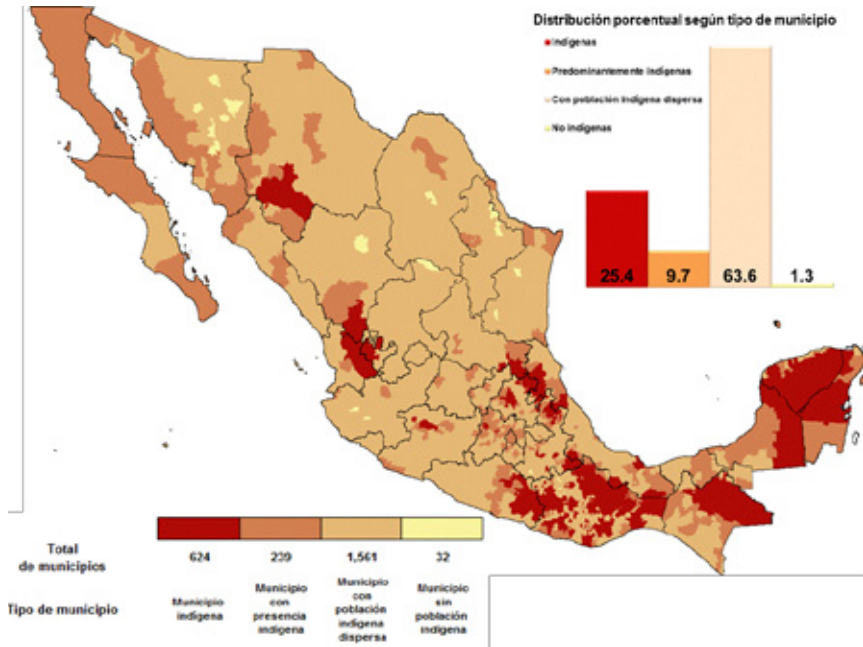 Distribución porcentual según tipo de municipio
Indígenas
Predominantemente indígenas
Con población indígena dispersa
No indígenas
25.4 9.7 63.6 1.3
Total
de municipios
624 239 1,561 32
Tipo de municipio
Municipio
indígena
Municipio
con
presencia
indígena
Municipio
con
población
indígena
dispersa
Municipio
sin
población
indígena